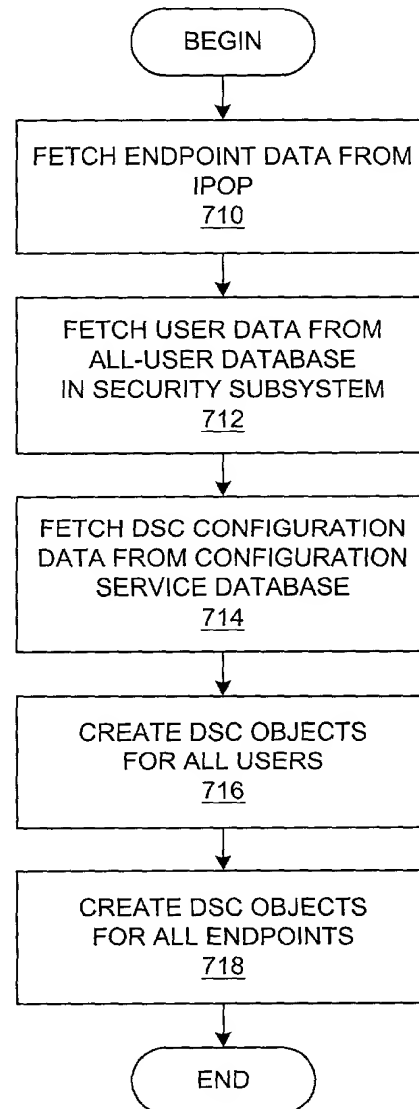 BEGIN
FETCH ENDPOINT DATA FROM
IPOP
710
FETCH USER DATA FROM
ALL-USER DATABASE
IN SECURITY SUBSYSTEM
712
FETCH DSC CONFIGURATION
DATA FROM CONFIGURATION
SERVICE DATABASE
714
CREATE DSC OBJECTS
FOR ALL USERS
716
CREATE DSC OBJECTS
FOR ALL ENDPOINTS
718
END